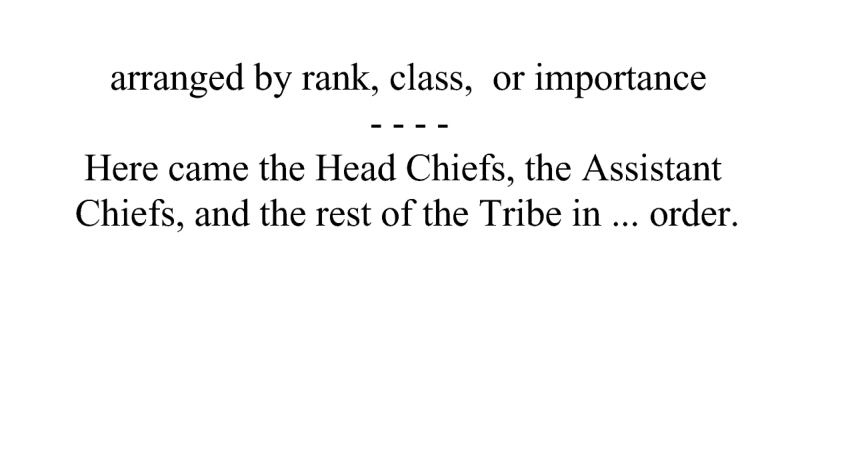 arranged by rank, class,  or importance
- - - -
Here came the Head Chiefs, the Assistant
Chiefs, and the rest of the Tribe in ... order.